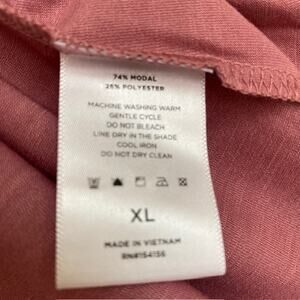 74% MODAL
26% POLYESTER
MACHINE WASHING WARM
GENTLE CYCLE
DO NOT BLEACH
LINE DRY IN THE SHADE
COOL IRON
DO NOT DRY CLEAN
XL
MADE IN VIETNAM
RN#154156